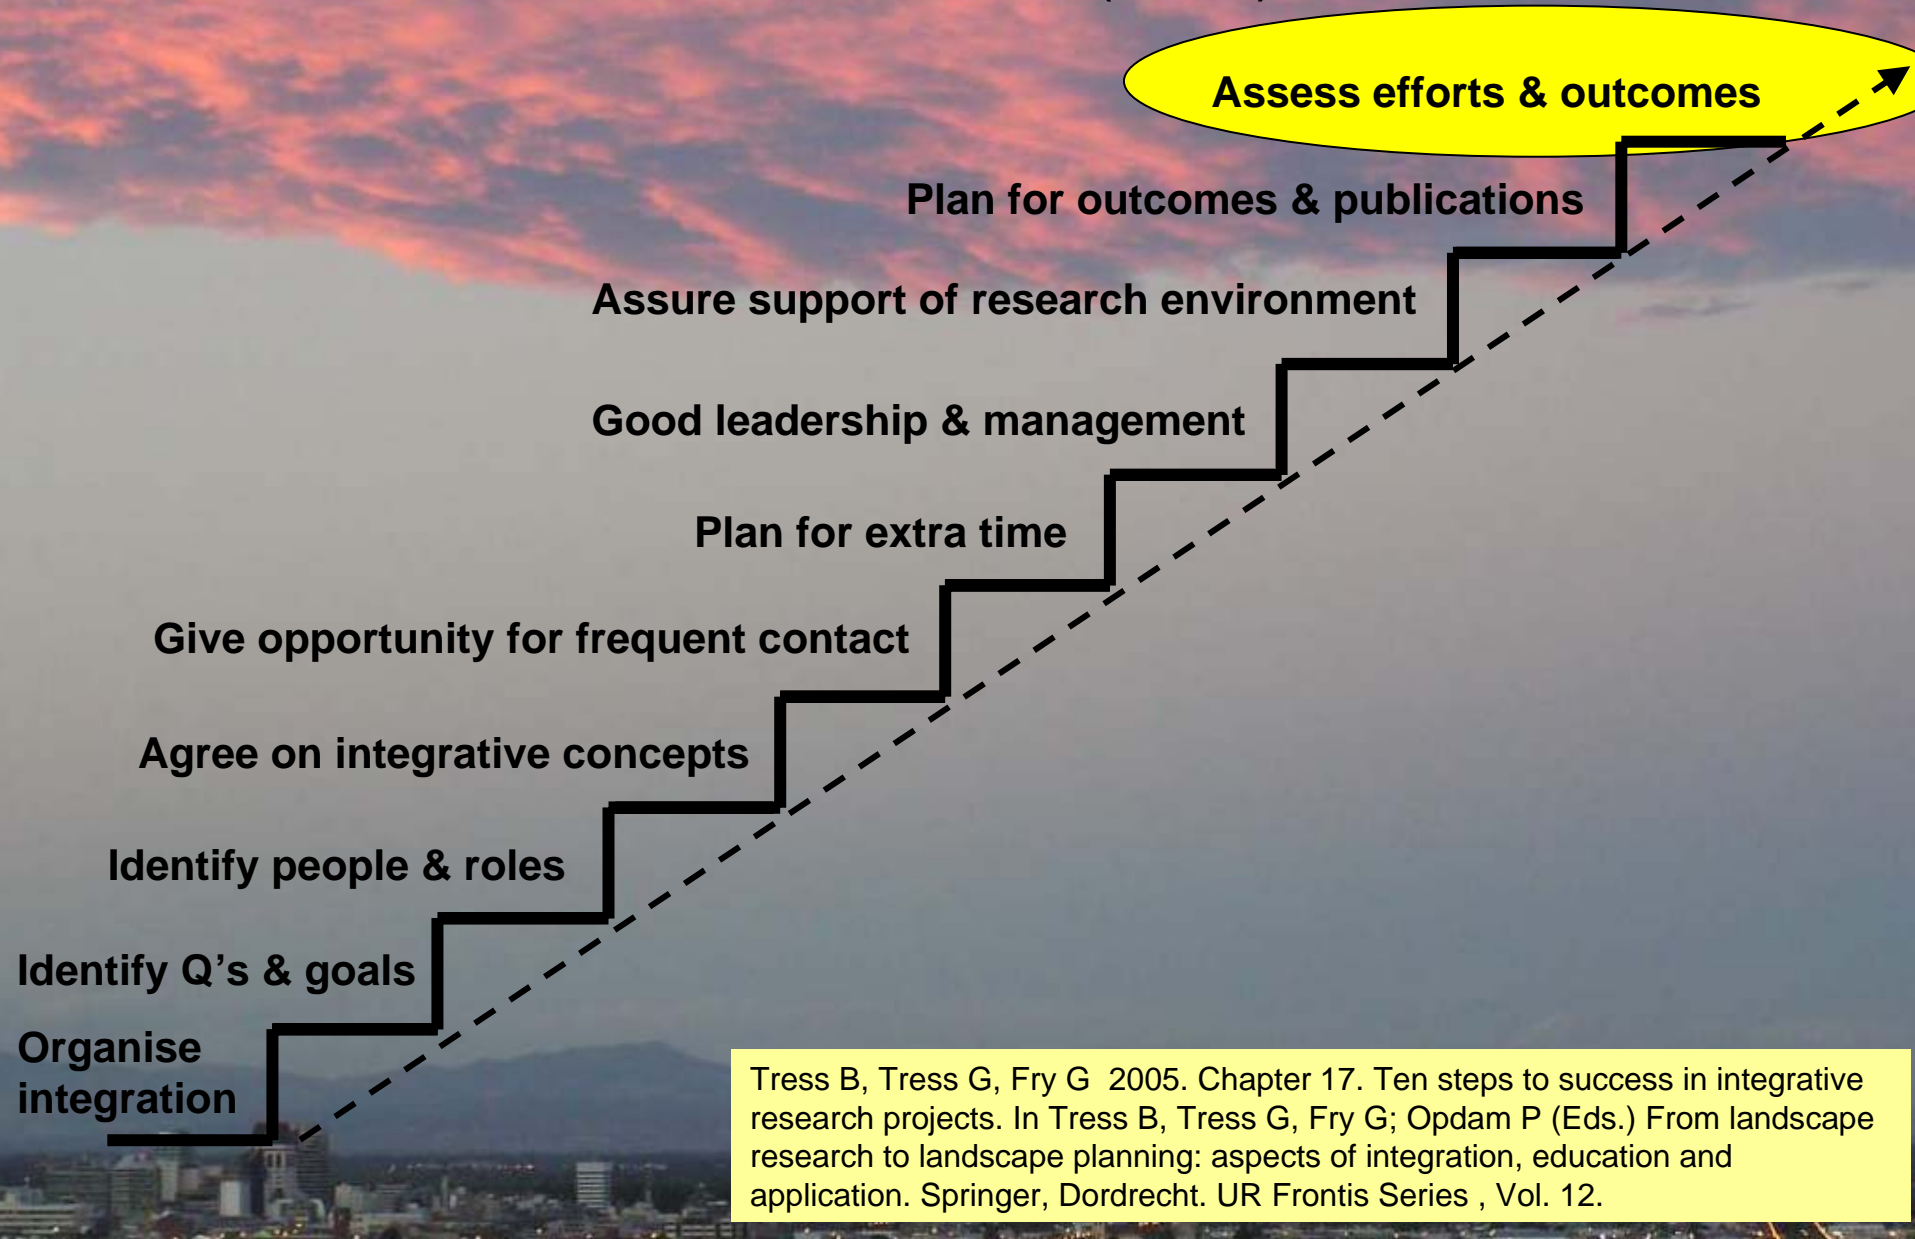 Assess efforts & outcomes
Plan for outcomes & publications
Assure support of research environment
Good leadership & management
Plan for extra time
Give opportunity for frequent contact
Agree on integrative concepts
Identify people & roles
Identify Q’s & goals
Organise
integration
Tress B, Tress G, Fry G 2005. Chapter 17. Ten steps to success in integrative
research projects. In Tress B, Tress G, Fry G; Opdam P (Eds.) From landscape
research to landscape planning: aspects of integration, education and
application. Springer, Dordrecht. UR Frontis Series , Vol. 12.